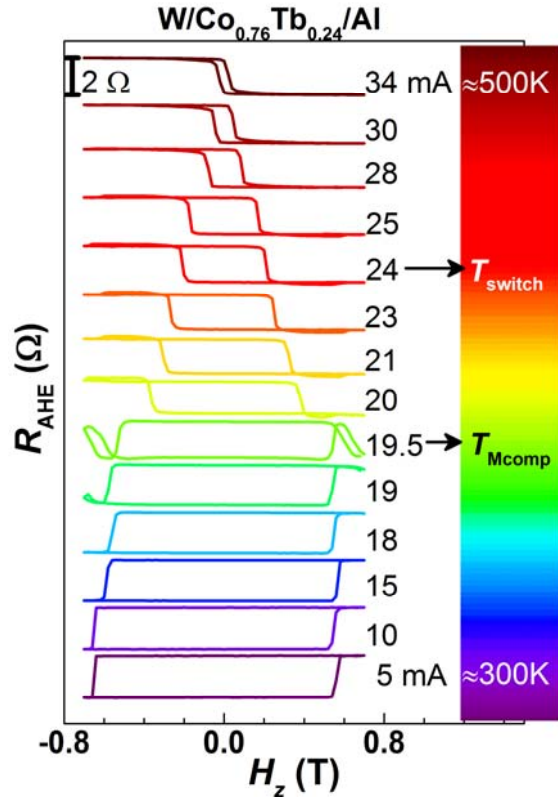 W/Co0.76Tb0.24/Al
2 Ω
34 mA ≈500K
30
28
25
24 Tswitch
23
21
20
19.5 TMcomp
19
18
15
10
5 mA ≈300K
RAHE (Ω)
-0.8 0.0 0.8
Hz (T)